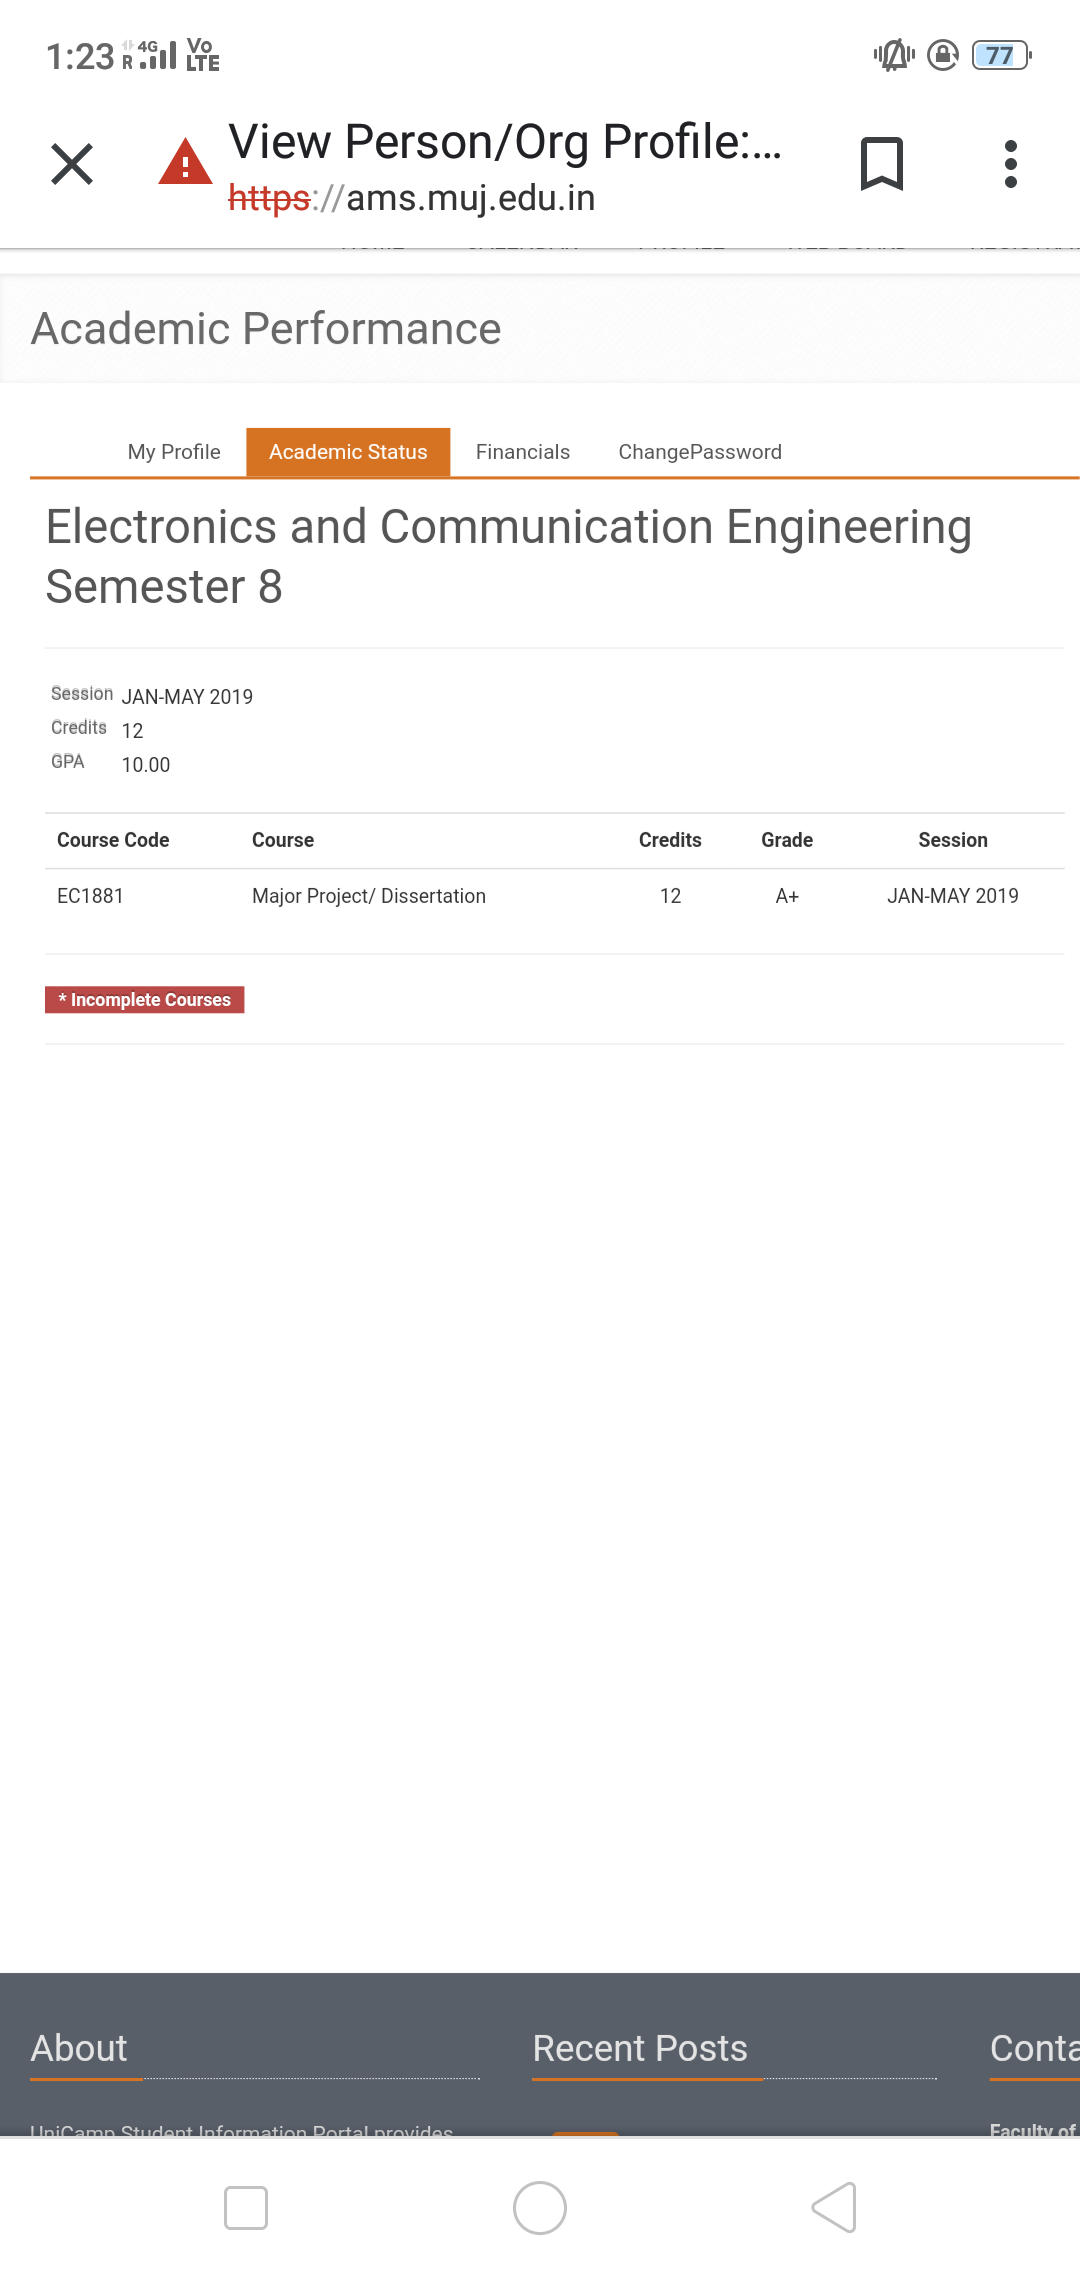 1:23 R 4G Vo LTE 77
View Person/Org Profile:...
https://ams.muj.edu.in
Academic Performance
My Profile Academic Status Financials ChangePassword
Electronics and Communication Engineering
Semester 8
Session JAN-MAY 2019
Credits 12
GPA 10.00
Course Code Course Credits Grade Session
EC1881 Major Project/ Dissertation 12 A+ JAN-MAY 2019
* Incomplete Courses
About Recent Posts Conta
UniCamp Student Information Portal provides Faculty of